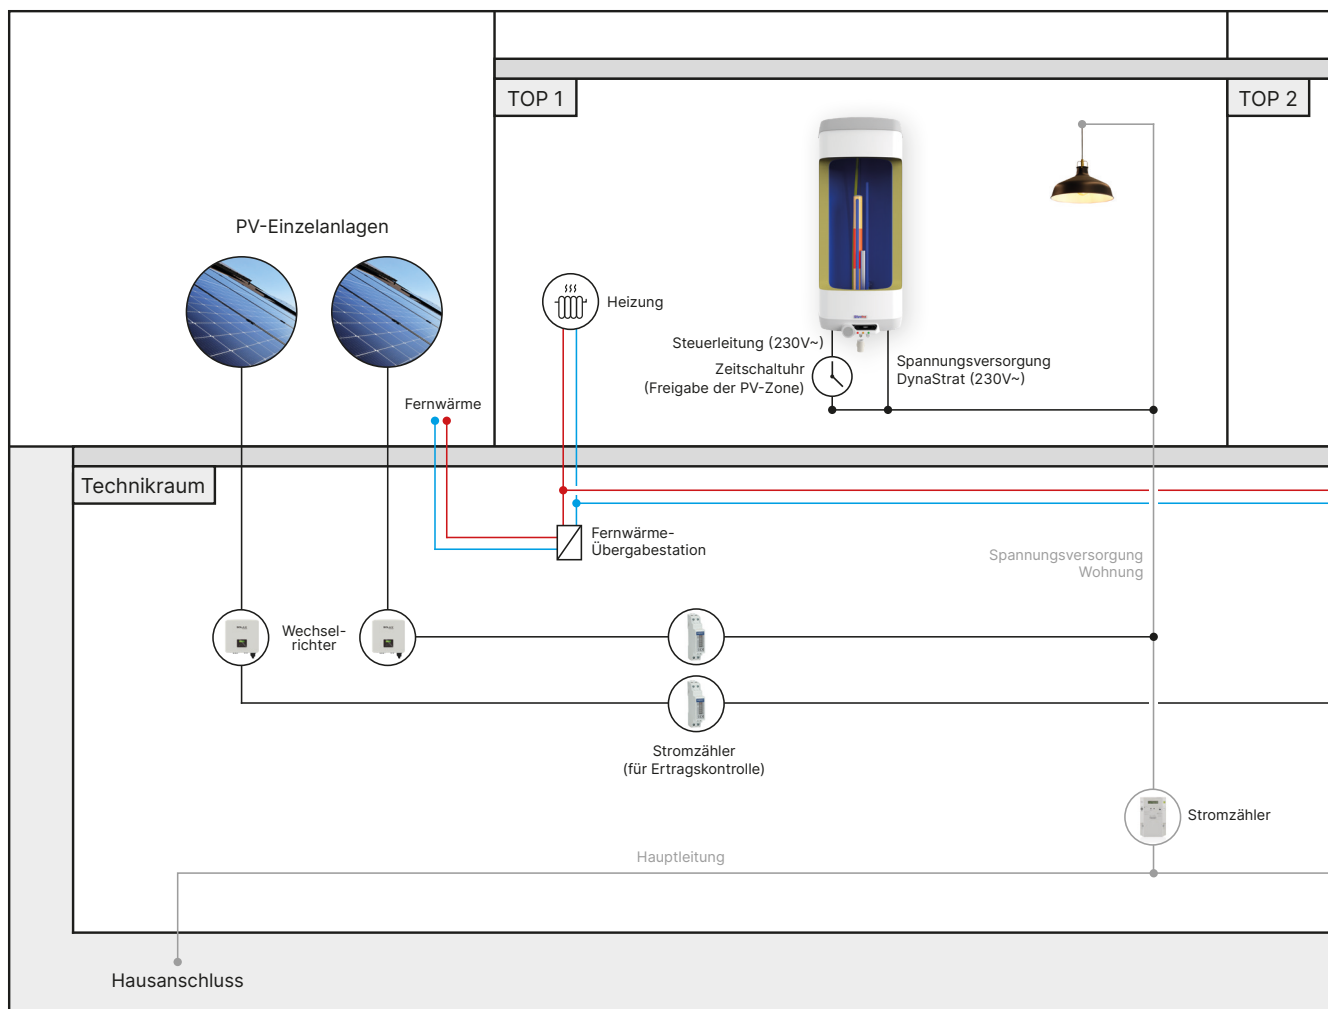 TOP 1
TOP 2
PV-Einzelanlagen
Heizung
Steuerleitung (230V~)
Zeitschaltuhr
(Freigabe der PV-Zone)
Spannungsversorgung
DynaStrat (230V~)
Fernwärme
Technikraum
Fernwärme-
Übergabestation
Spannungsversorgung
Wohnung
Wechsel-
richter
Stromzähler
(für Ertragskontrolle)
Stromzähler
Hauptleitung
Hausanschluss